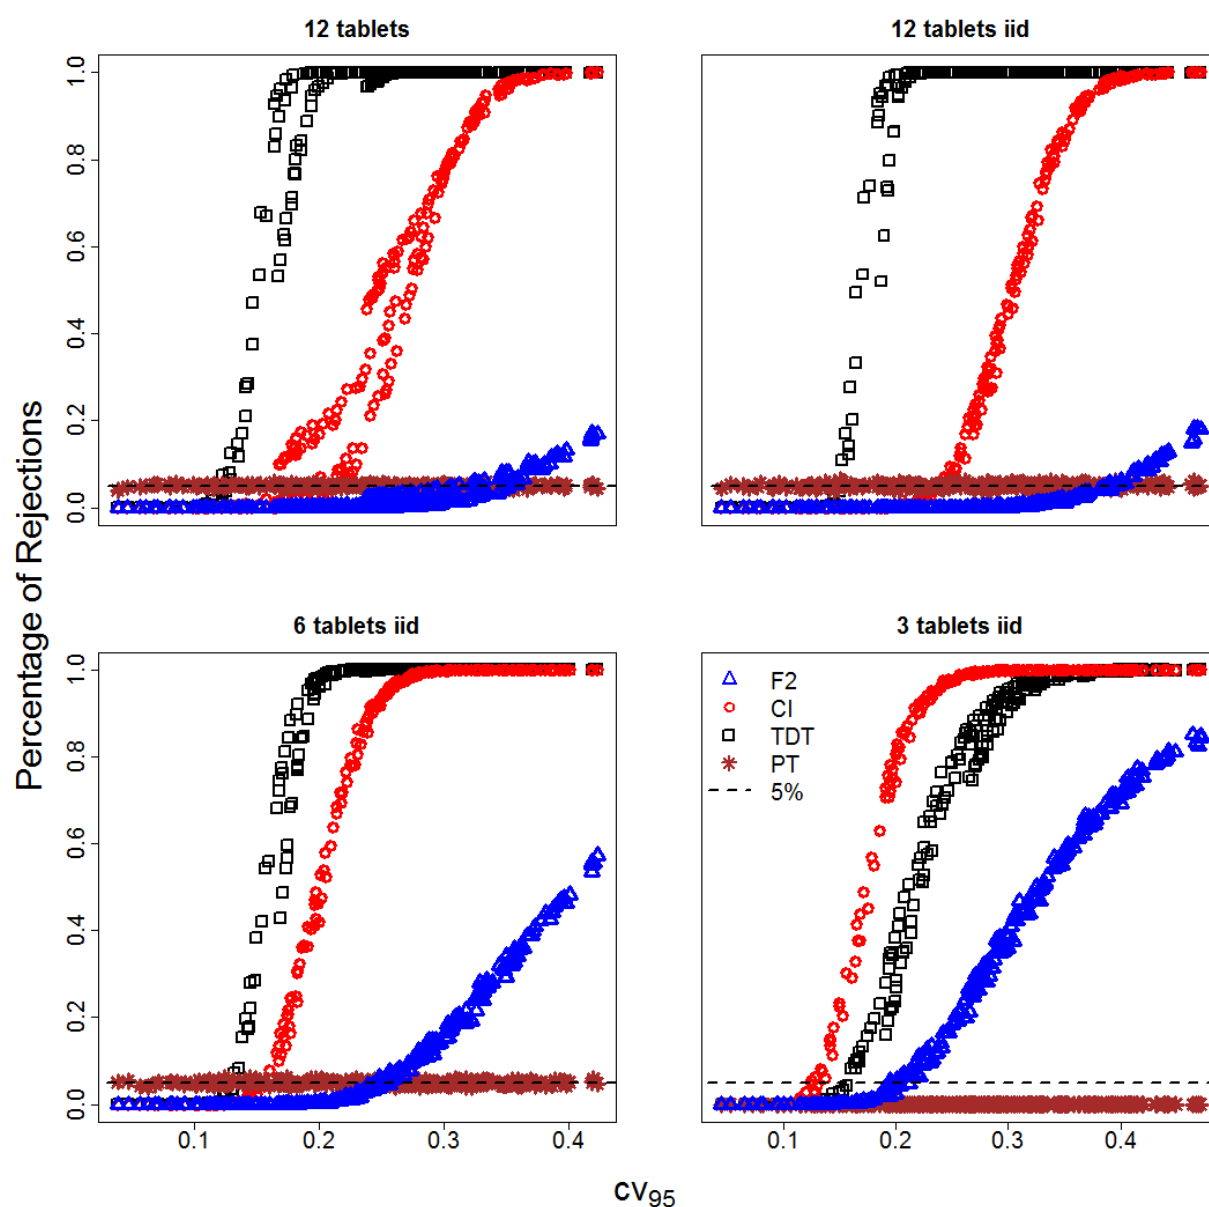 12 tablets
12 tablets iid
0.0 0.2 0.4 0.6 0.8 1.0
Percentage of Rejections
6 tablets iid
3 tablets iid
0.0 0.2 0.4 0.6 0.8 1.0
F2
CI
TDT
PT
5%
0.1 0.2 0.3 0.4
0.1 0.2 0.3 0.4
cv95